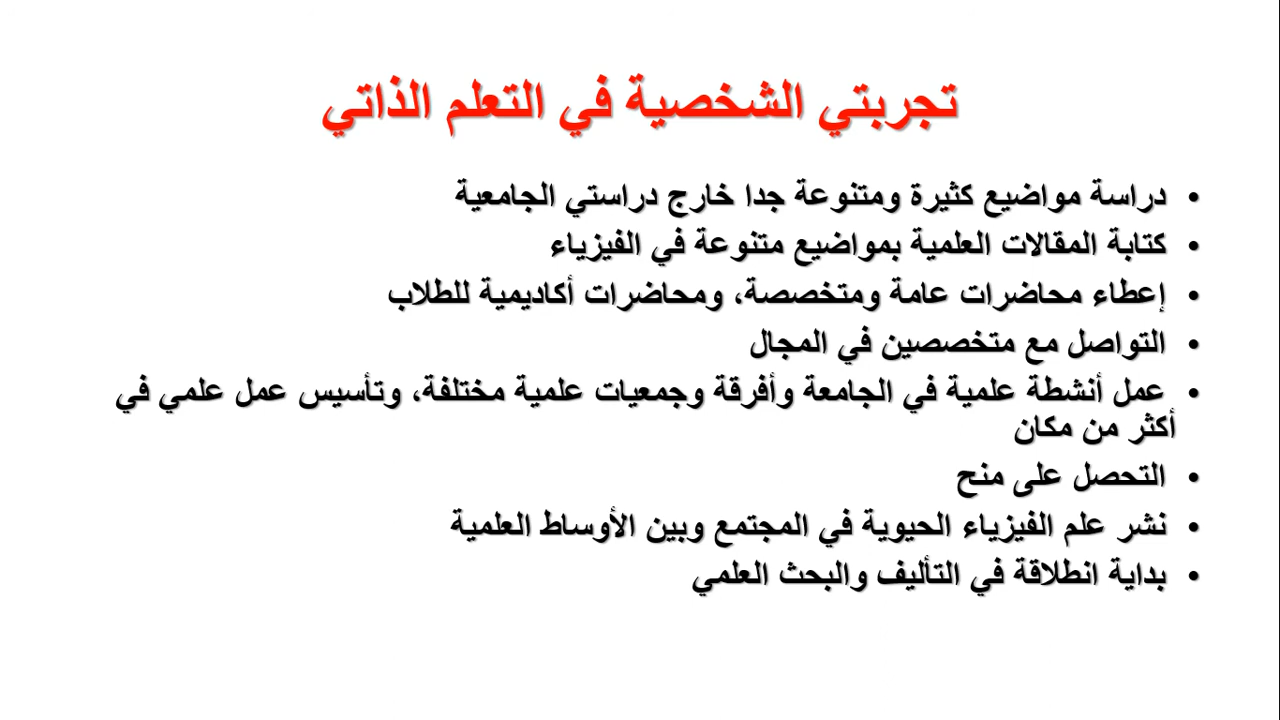 تجربتي الشخصية في التعلم الذاتي
• دراسة مواضيع كثيرة ومتنوعة جدا خارج دراستي الجامعية
• كتابة المقالات العلمية بمواضيع متنوعة في الفيزياء
• إعطاء محاضرات عامة ومتخصصة، ومحاضرات أكاديمية للطلاب
• التواصل مع متخصصين في المجال
• عمل أنشطة علمية في الجامعة وأفرقة وجمعيات علمية مختلفة، وتأسيس عمل علمي في
أكثر من مكان
• التحصل على منح
• نشر علم الفيزياء الحيوية في المجتمع وبين الأوساط العلمية
• بداية انطلاقة في التأليف والبحث العلمي